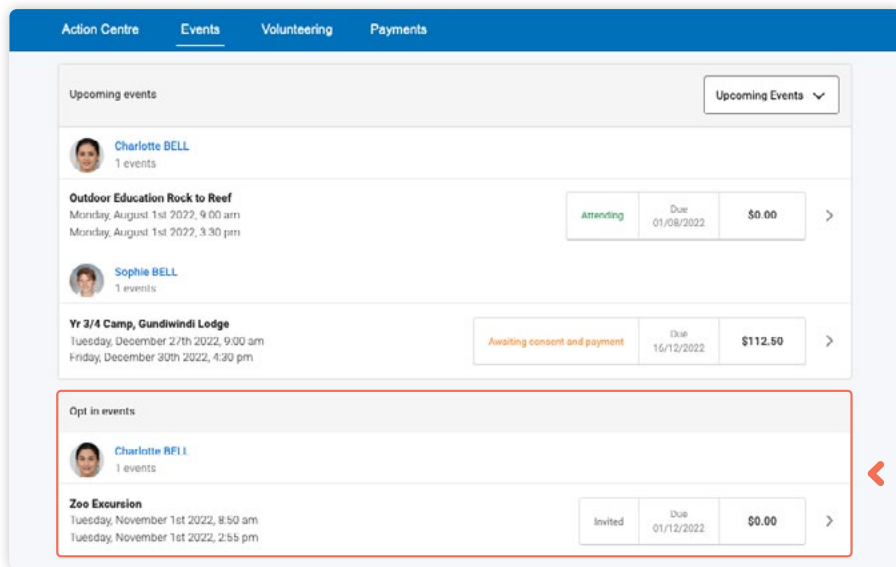 Action Centre Events Volunteering Payments
Upcoming events Upcoming Events
Charlotte BELL
1 events
Outdoor Education Rock to Reef
Monday, August 1st 2022, 9:00 am
Monday, August 1st 2022, 3:30 pm
Attending Due 01/08/2022 $0.00
Sophie BELL
1 events
Yr 3/4 Camp, Gundiwindi Lodge
Tuesday, December 27th 2022, 9:00 am
Friday, December 30th 2022, 4:30 pm
Awaiting consent and payment Due 16/12/2022 $112.50
Opt in events
Charlotte BELL
1 events
Zoo Excursion
Tuesday, November 1st 2022, 8:50 am
Tuesday, November 1st 2022, 2:55 pm
Invited Due 01/12/2022 $0.00